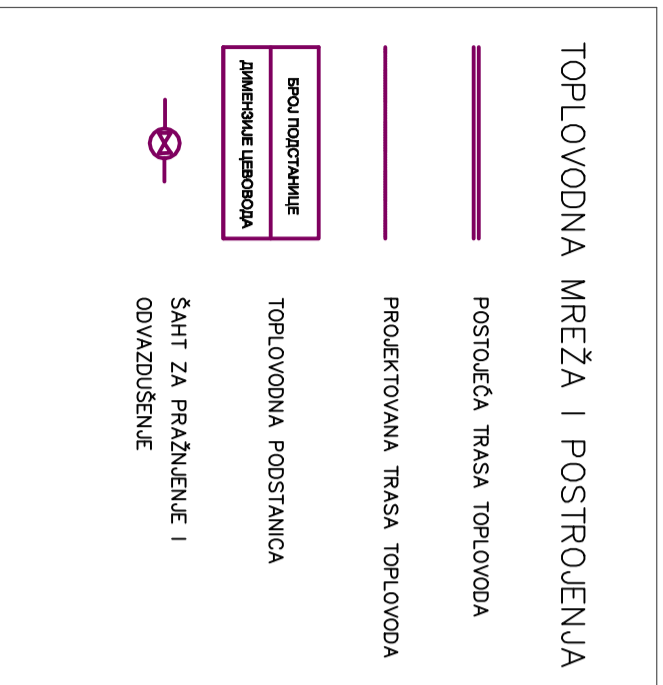 TOPLOVODNA MREŽA I POSTROJENJA
POSTOJEĆA TRASA TOPLOVODA
PROJEKTOVANA TRASA TOPLOVODA
БРОЈ ПОДСТАНИЦЕ
ДИМЕНЗИЈЕ ЦЕВОВОДА
TOPLOVODNA PODSTANICA
ŠAHT ZA PRAŽNJENJE I
ODVAZDUŠENJE